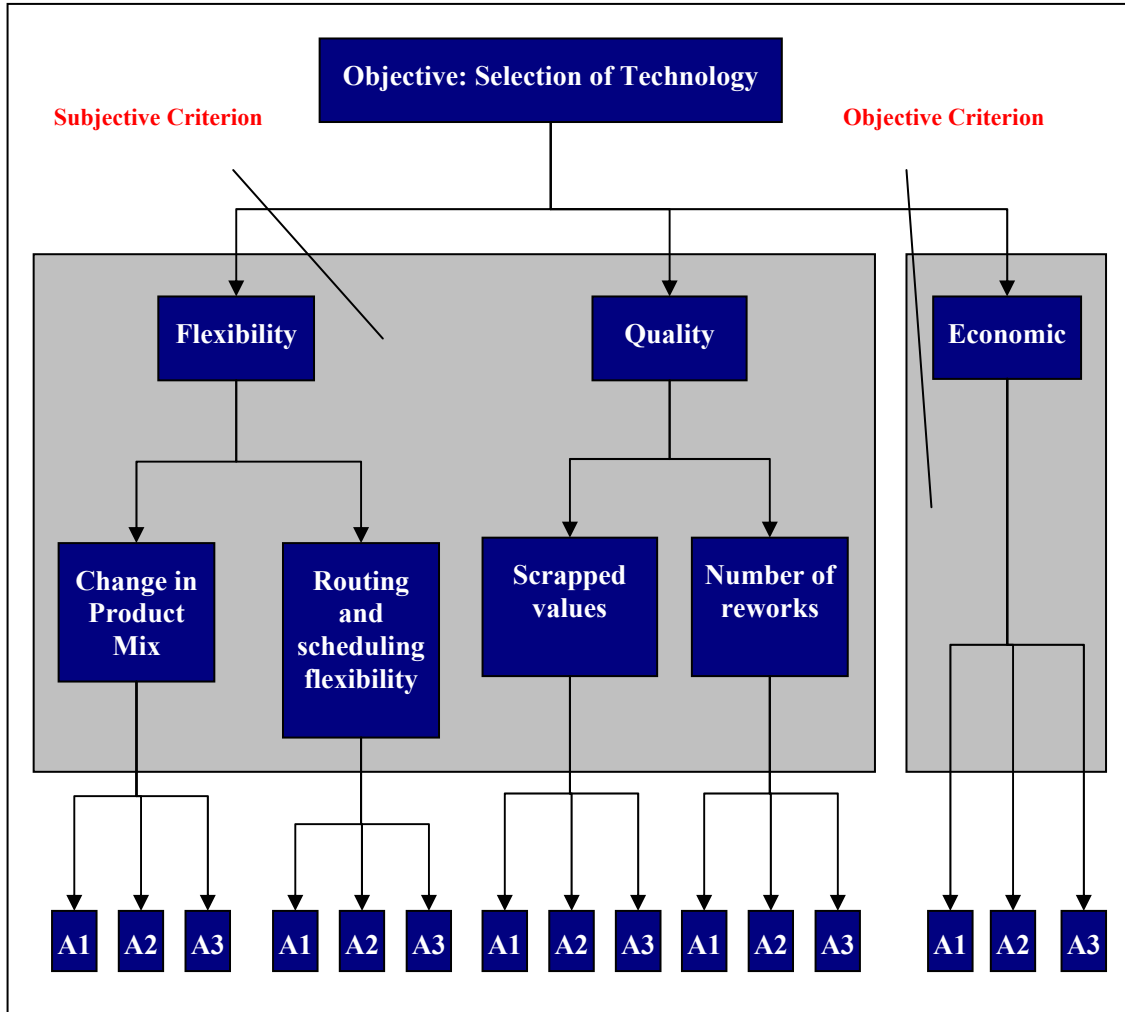 Objective: Selection of Technology
Subjective Criterion
Objective Criterion
Flexibility
Quality
Economic
Change in
Product
Mix
Routing
and
scheduling
flexibility
Scrapped
values
Number of
reworks
A1
A2
A3
A1
A2
A3
A1
A2
A3
A1
A2
A3
A1
A2
A3